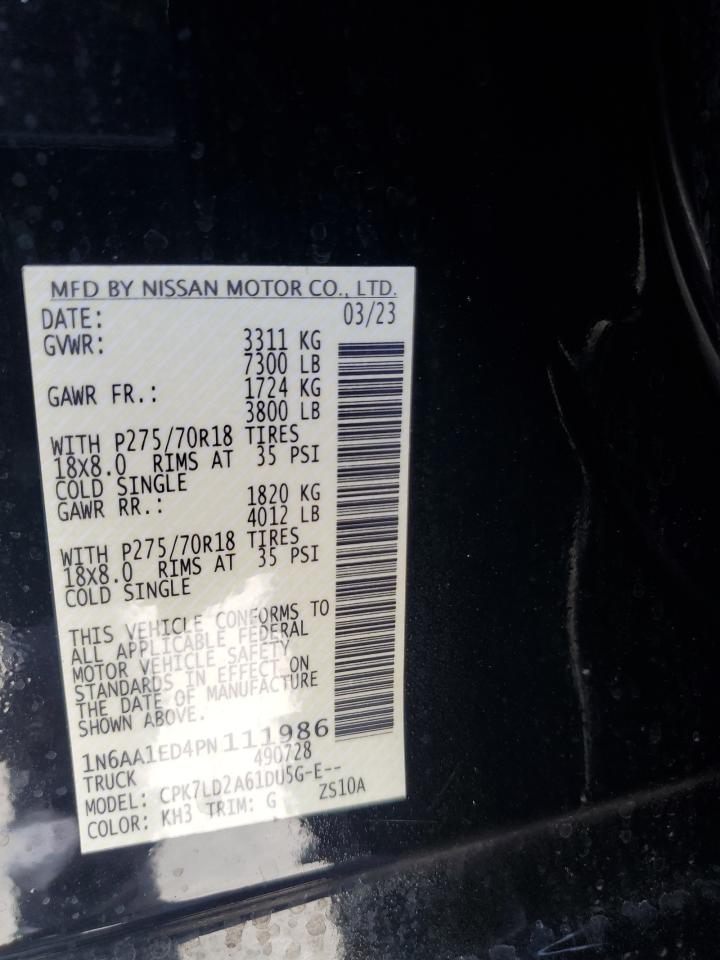 MFD BY NISSAN MOTOR CO., LTD.
DATE: 03/23
GVWR: 3311 KG
7300 LB
GAWR FR.: 1724 KG
3800 LB
WITH P275/70R18 TIRES
18X8.0 RIMS AT 35 PSI
COLD SINGLE
GAWR RR.: 1820 KG
4012 LB
WITH P275/70R18 TIRES
18X8.0 RIMS AT 35 PSI
COLD SINGLE
THIS VEHICLE CONFORMS TO
ALL APPLICABLE FEDERAL
MOTOR VEHICLE SAFETY
STANDARDS IN EFFECT ON
THE DATE OF MANUFACTURE
SHOWN ABOVE.
1N6AA1ED4PN111986
TRUCK 490728
MODEL: CPK7LD2A61DU5G-E--
COLOR: KH3 TRIM: G ZS10A